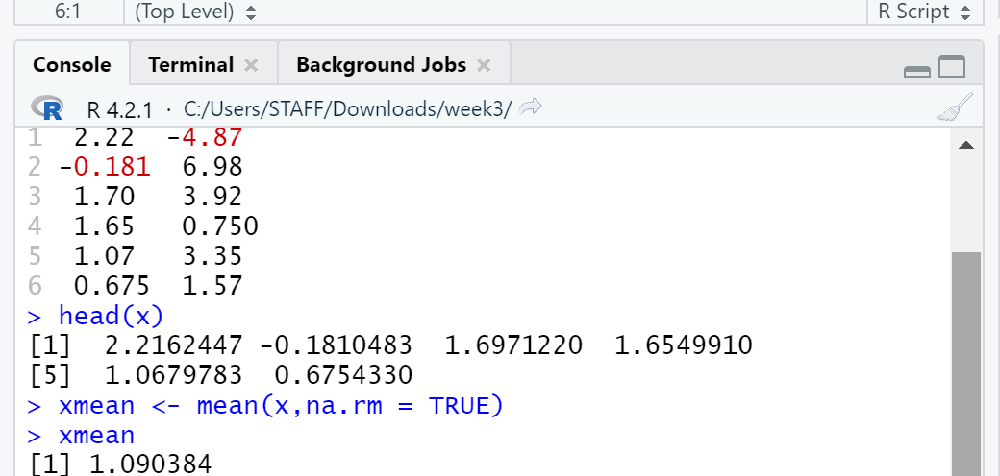 6:1 (Top Level) R Script
Console Terminal Background Jobs
R R 4.2.1 · C:/Users/STAFF/Downloads/week3/
1 2.22 -4.87
2 -0.181 6.98
3 1.70 3.92
4 1.65 0.750
5 1.07 3.35
6 0.675 1.57
> head(x)
[1] 2.2162447 -0.1810483 1.6971220 1.6549910
[5] 1.0679783 0.6754330
> xmean <- mean(x,na.rm = TRUE)
> xmean
[1] 1.090384